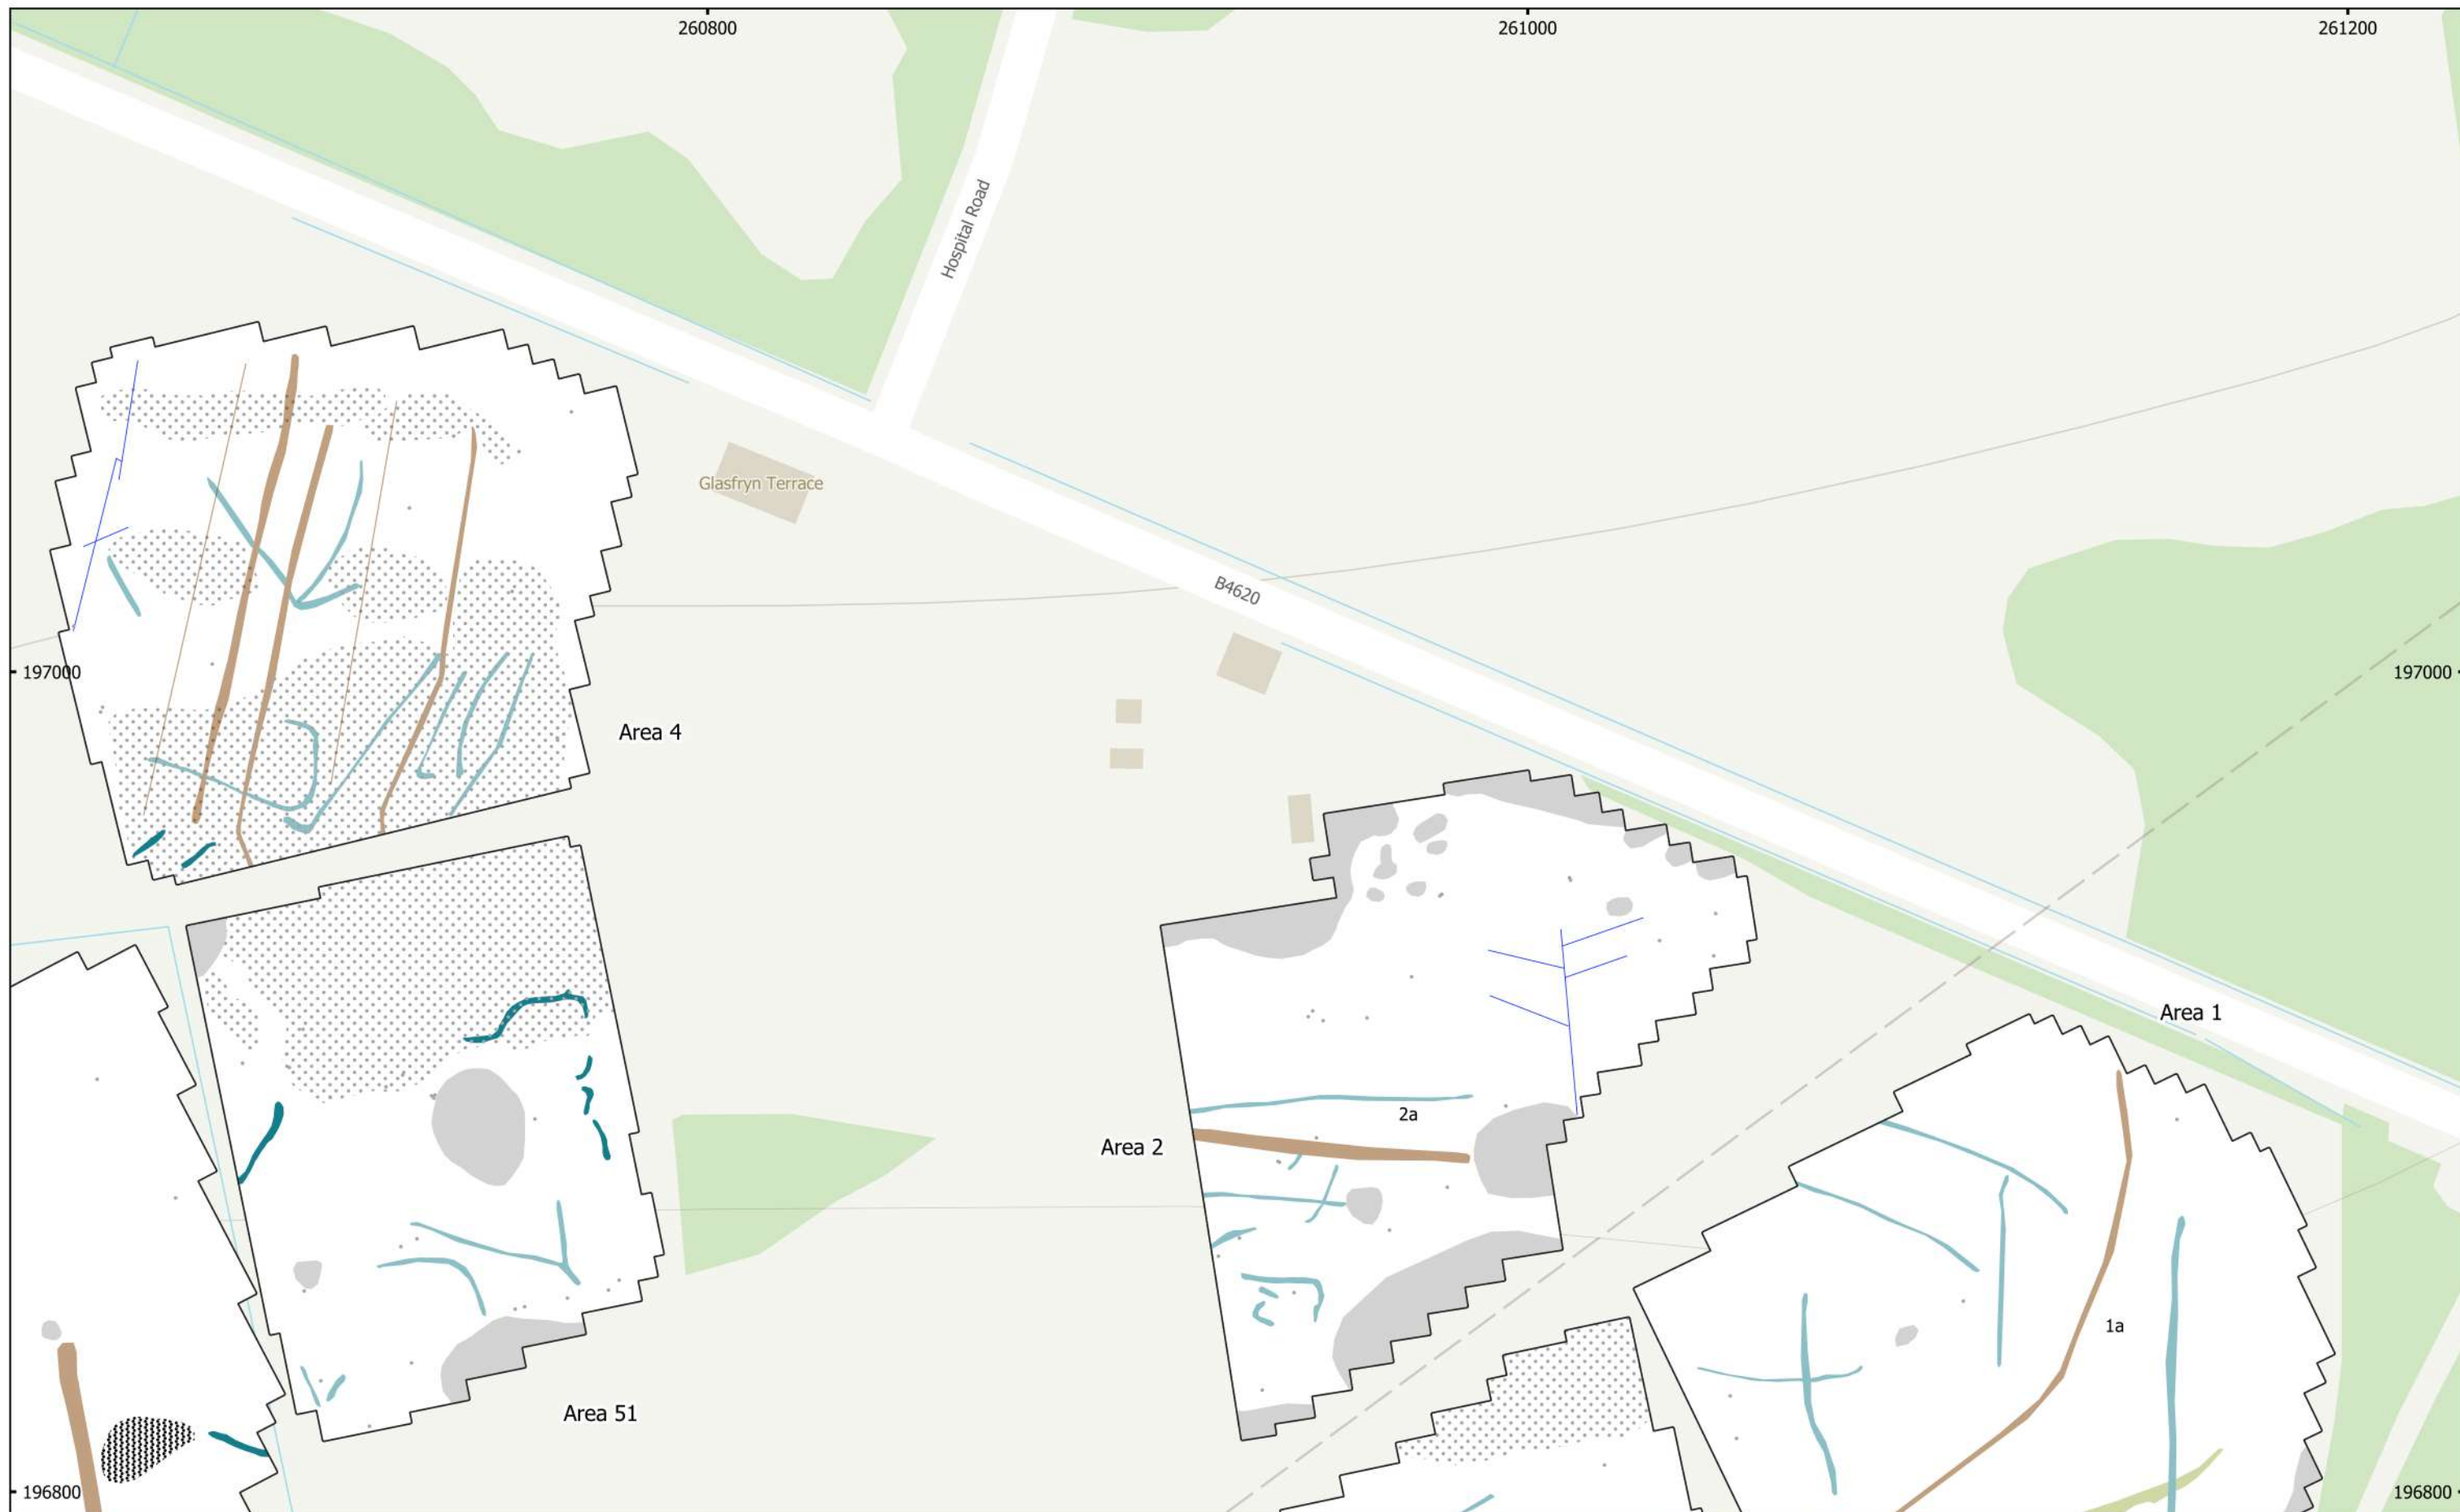 260800
261000
261200
Hospital Road
Glasfryn Terrace
B4620
197000
197000
Area 4
Area 1
2a
Area 2
1a
Area 51
196800
196800